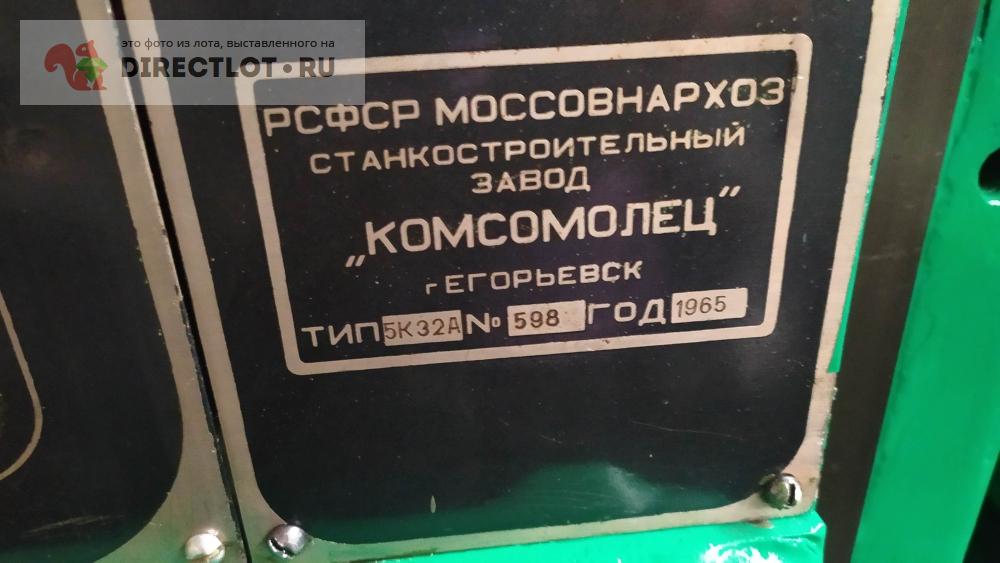 это фото из лота, выставленного на
DIRECTLOT.RU
РСФСР МОССОВНАРХОЗ
СТАНКОСТРОИТЕЛЬНЫЙ
ЗАВОД
„КОМСОМОЛЕЦ"
г ЕГОРЬЕВСК
ТИП 5К32А № 598 ГОД 1965